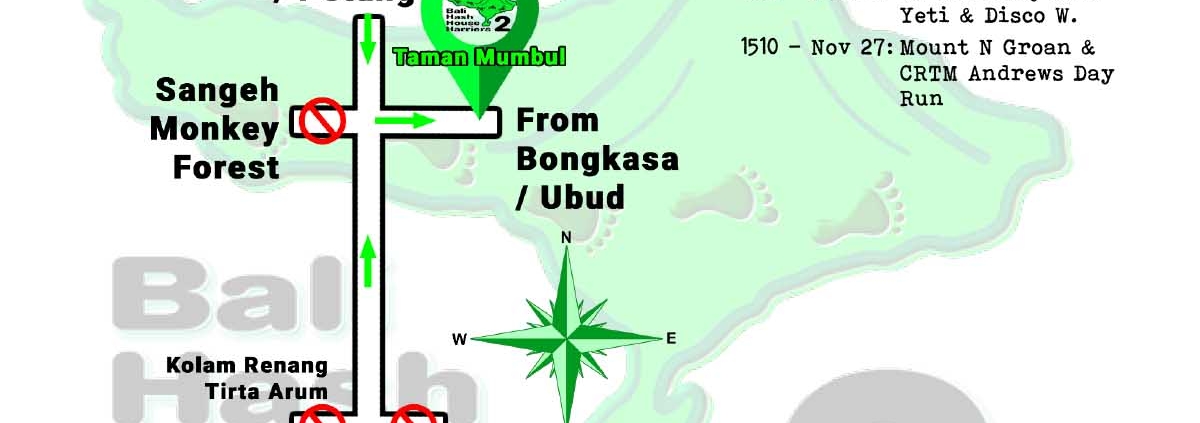 Yeti & Disco W.
Bali
Hash
House
Harriers 2
1510 - Nov 27: Mount N Groan &
CRTM Andrews Day
Run
Taman Mumbul
Sangeh
Monkey
Forest
From
Bongkasa
/ Ubud
N
W
E
Bali
Hash
Kolam Renang
Tirta Arum